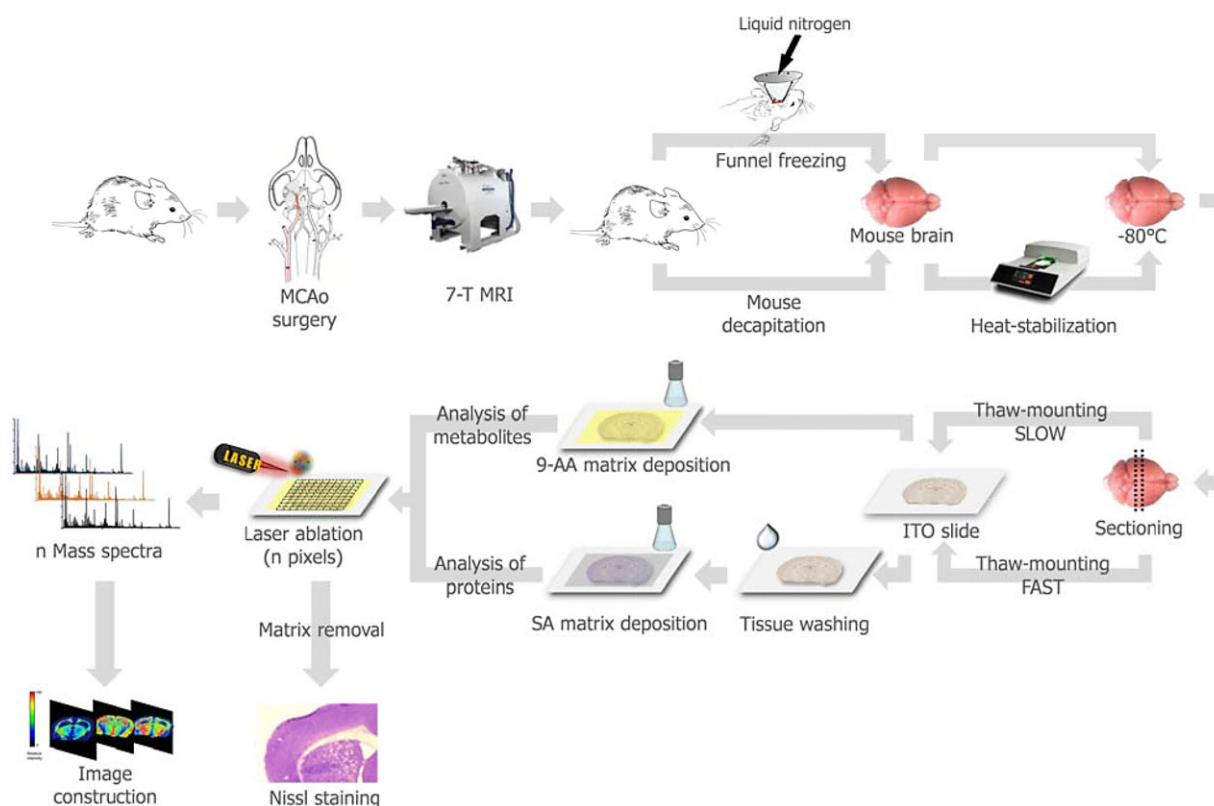 Liquid nitrogen
Funnel freezing
Mouse brain
-80°C
MCAo
surgery
7-T MRI
Mouse
decapitation
Heat-stabilization
Analysis of
metabolites
9-AA matrix deposition
Thaw-mounting
SLOW
LASER
n Mass spectra
Laser ablation
(n pixels)
ITO slide
Sectioning
Analysis of
proteins
SA matrix deposition
Tissue washing
Thaw-mounting
FAST
Matrix removal
Image
construction
Nissl staining